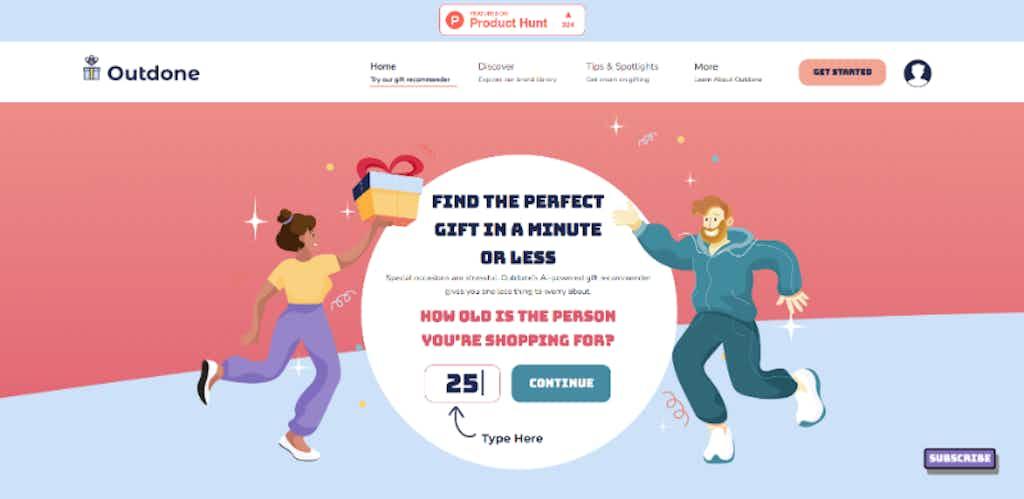 FEATURED ON
Product Hunt
324
Outdone
Home
Try our gift recommender
Discover
Explore our brand library
Tips & Spotlights
Get smart on gifting
More
Learn About Outdone
GET STARTED
FIND THE PERFECT
GIFT IN A MINUTE
OR LESS
Special occasions are stressful. Outdone's AI-powered gift recommender
gives you one less thing to worry about.
HOW OLD IS THE PERSON
YOU'RE SHOPPING FOR?
25
CONTINUE
Type Here
SUBSCRIBE